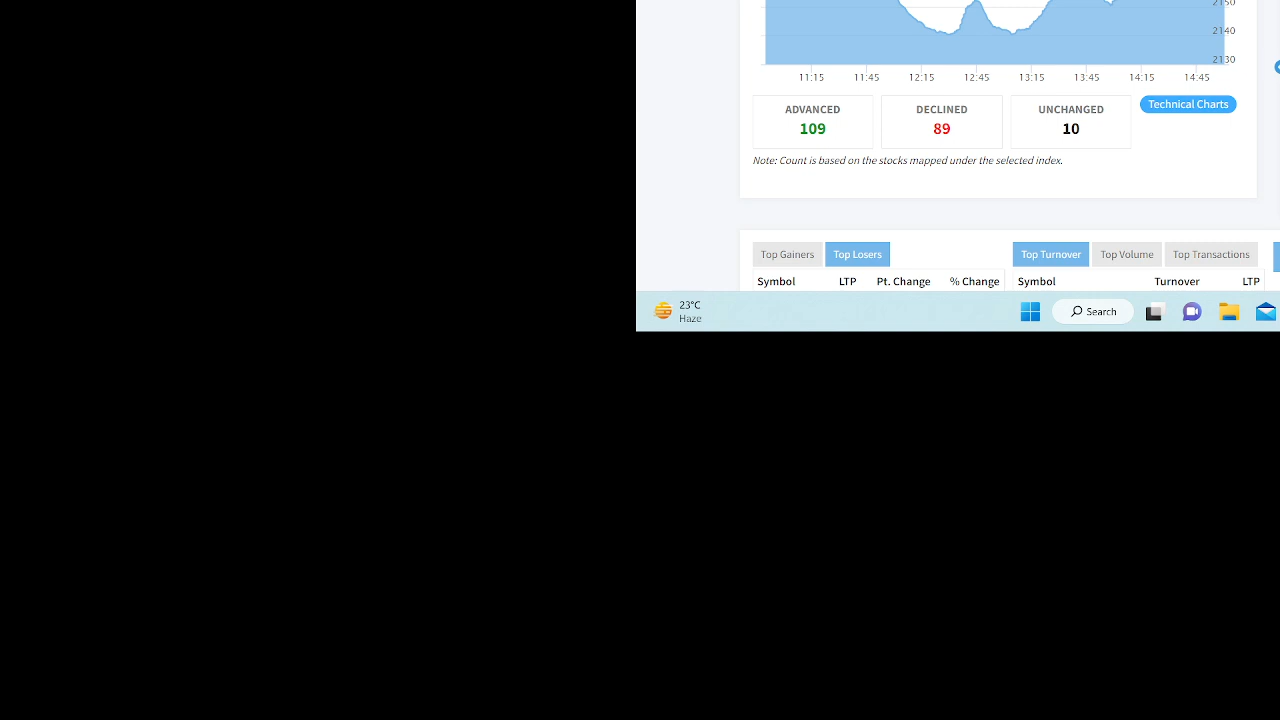 2150
2140
2130
11:15 11:45 12:15 12:45 13:15 13:45 14:15 14:45
ADVANCED DECLINED UNCHANGED Technical Charts
109 89 10
Note: Count is based on the stocks mapped under the selected index.
Top Gainers Top Losers Top Turnover Top Volume Top Transactions
Symbol LTP Pt. Change % Change Symbol Turnover LTP
23°C
Haze
Search